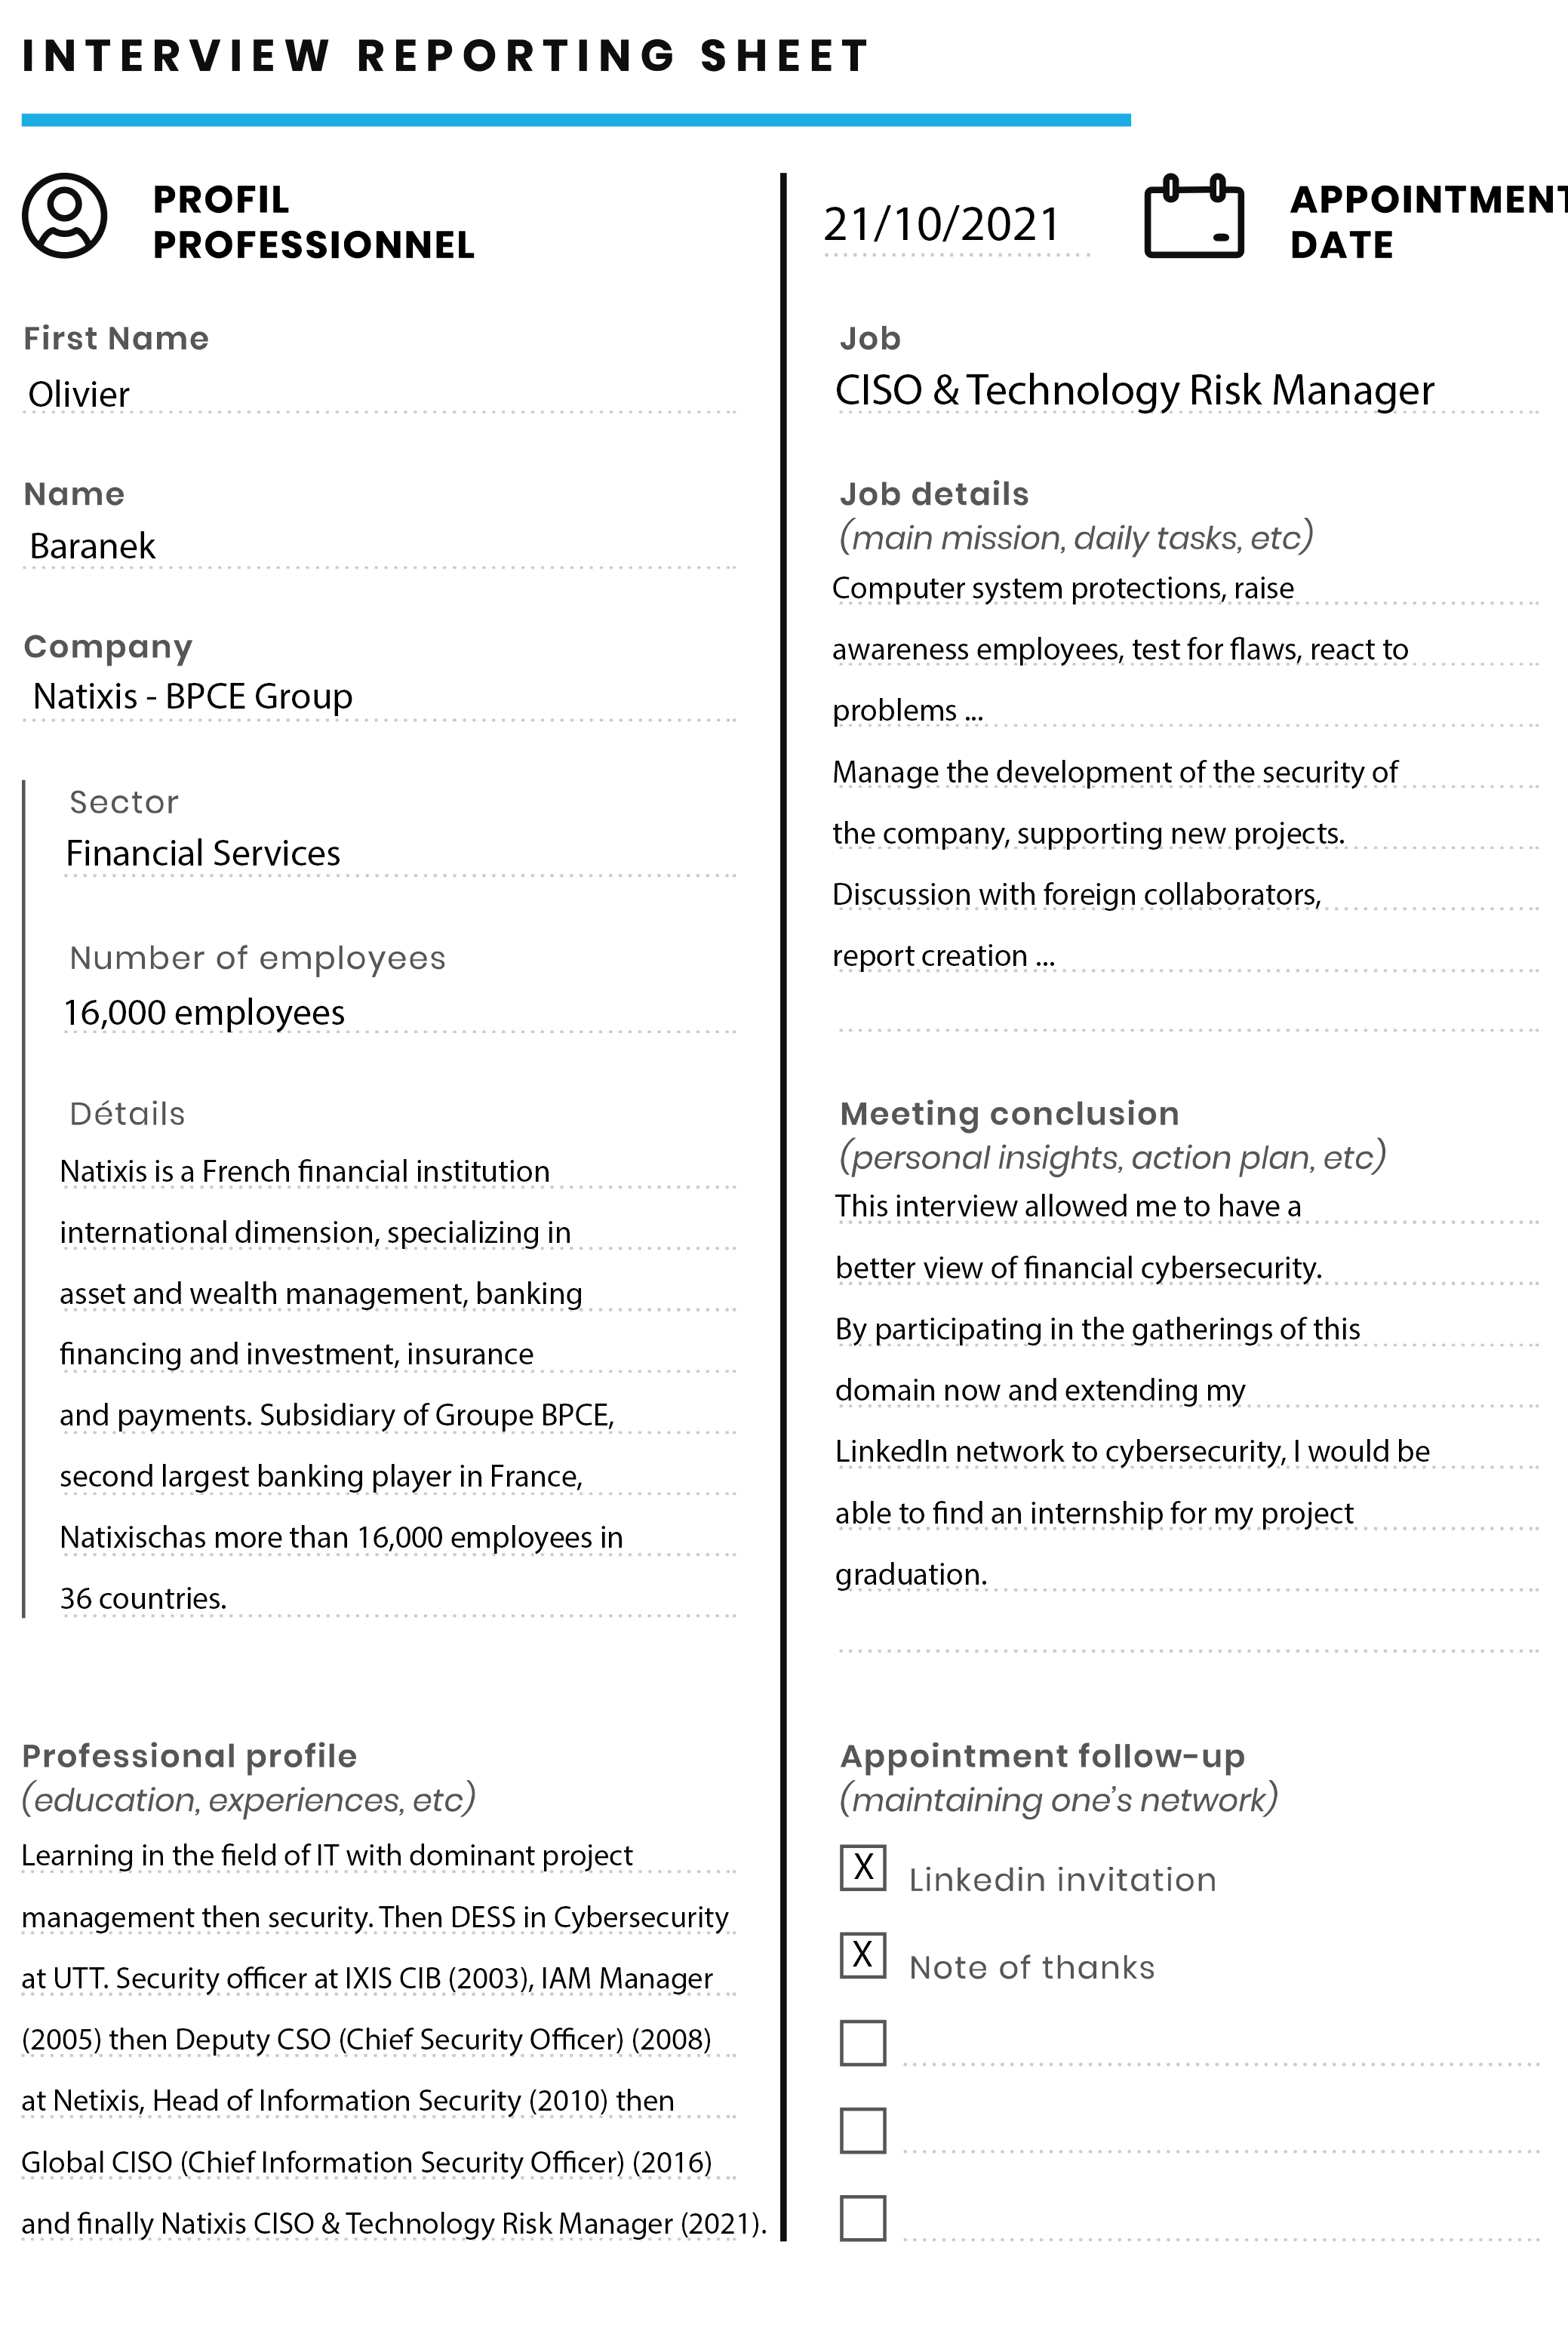 INTERVIEW REPORTING SHEET
PROFIL
PROFESSIONNEL
First Name
Olivier
Name
Baranek
Company
Natixis - BPCE Group
Sector
Financial Services
Number of employees
16,000 employees
Détails
Natixis is a French financial institution
international dimension, specializing in
asset and wealth management, banking
financing and investment, insurance
and payments. Subsidiary of Groupe BPCE,
second largest banking player in France,
Natixischas more than 16,000 employees in
36 countries.
Professional profile
(education, experiences, etc)
Learning in the field of IT with dominant project
management then security. Then DESS in Cybersecurity
at UTT. Security officer at IXIS CIB (2003), IAM Manager
(2005) then Deputy CSO (Chief Security Officer) (2008)
at Netixis, Head of Information Security (2010) then
Global CISO (Chief Information Security Officer) (2016)
and finally Natixis CISO & Technology Risk Manager (2021).
21/10/2021
APPOINTMENT
DATE
Job
CISO & Technology Risk Manager
Job details
(main mission, daily tasks, etc)
Computer system protections, raise
awareness employees, test for flaws, react to
problems ...
Manage the development of the security of
the company, supporting new projects.
Discussion with foreign collaborators,
report creation ...
Meeting conclusion
(personal insights, action plan, etc)
This interview allowed me to have a
better view of financial cybersecurity.
By participating in the gatherings of this
domain now and extending my
LinkedIn network to cybersecurity, I would be
able to find an internship for my project
graduation.
Appointment follow-up
(maintaining one's network)
X Linkedin invitation
X Note of thanks